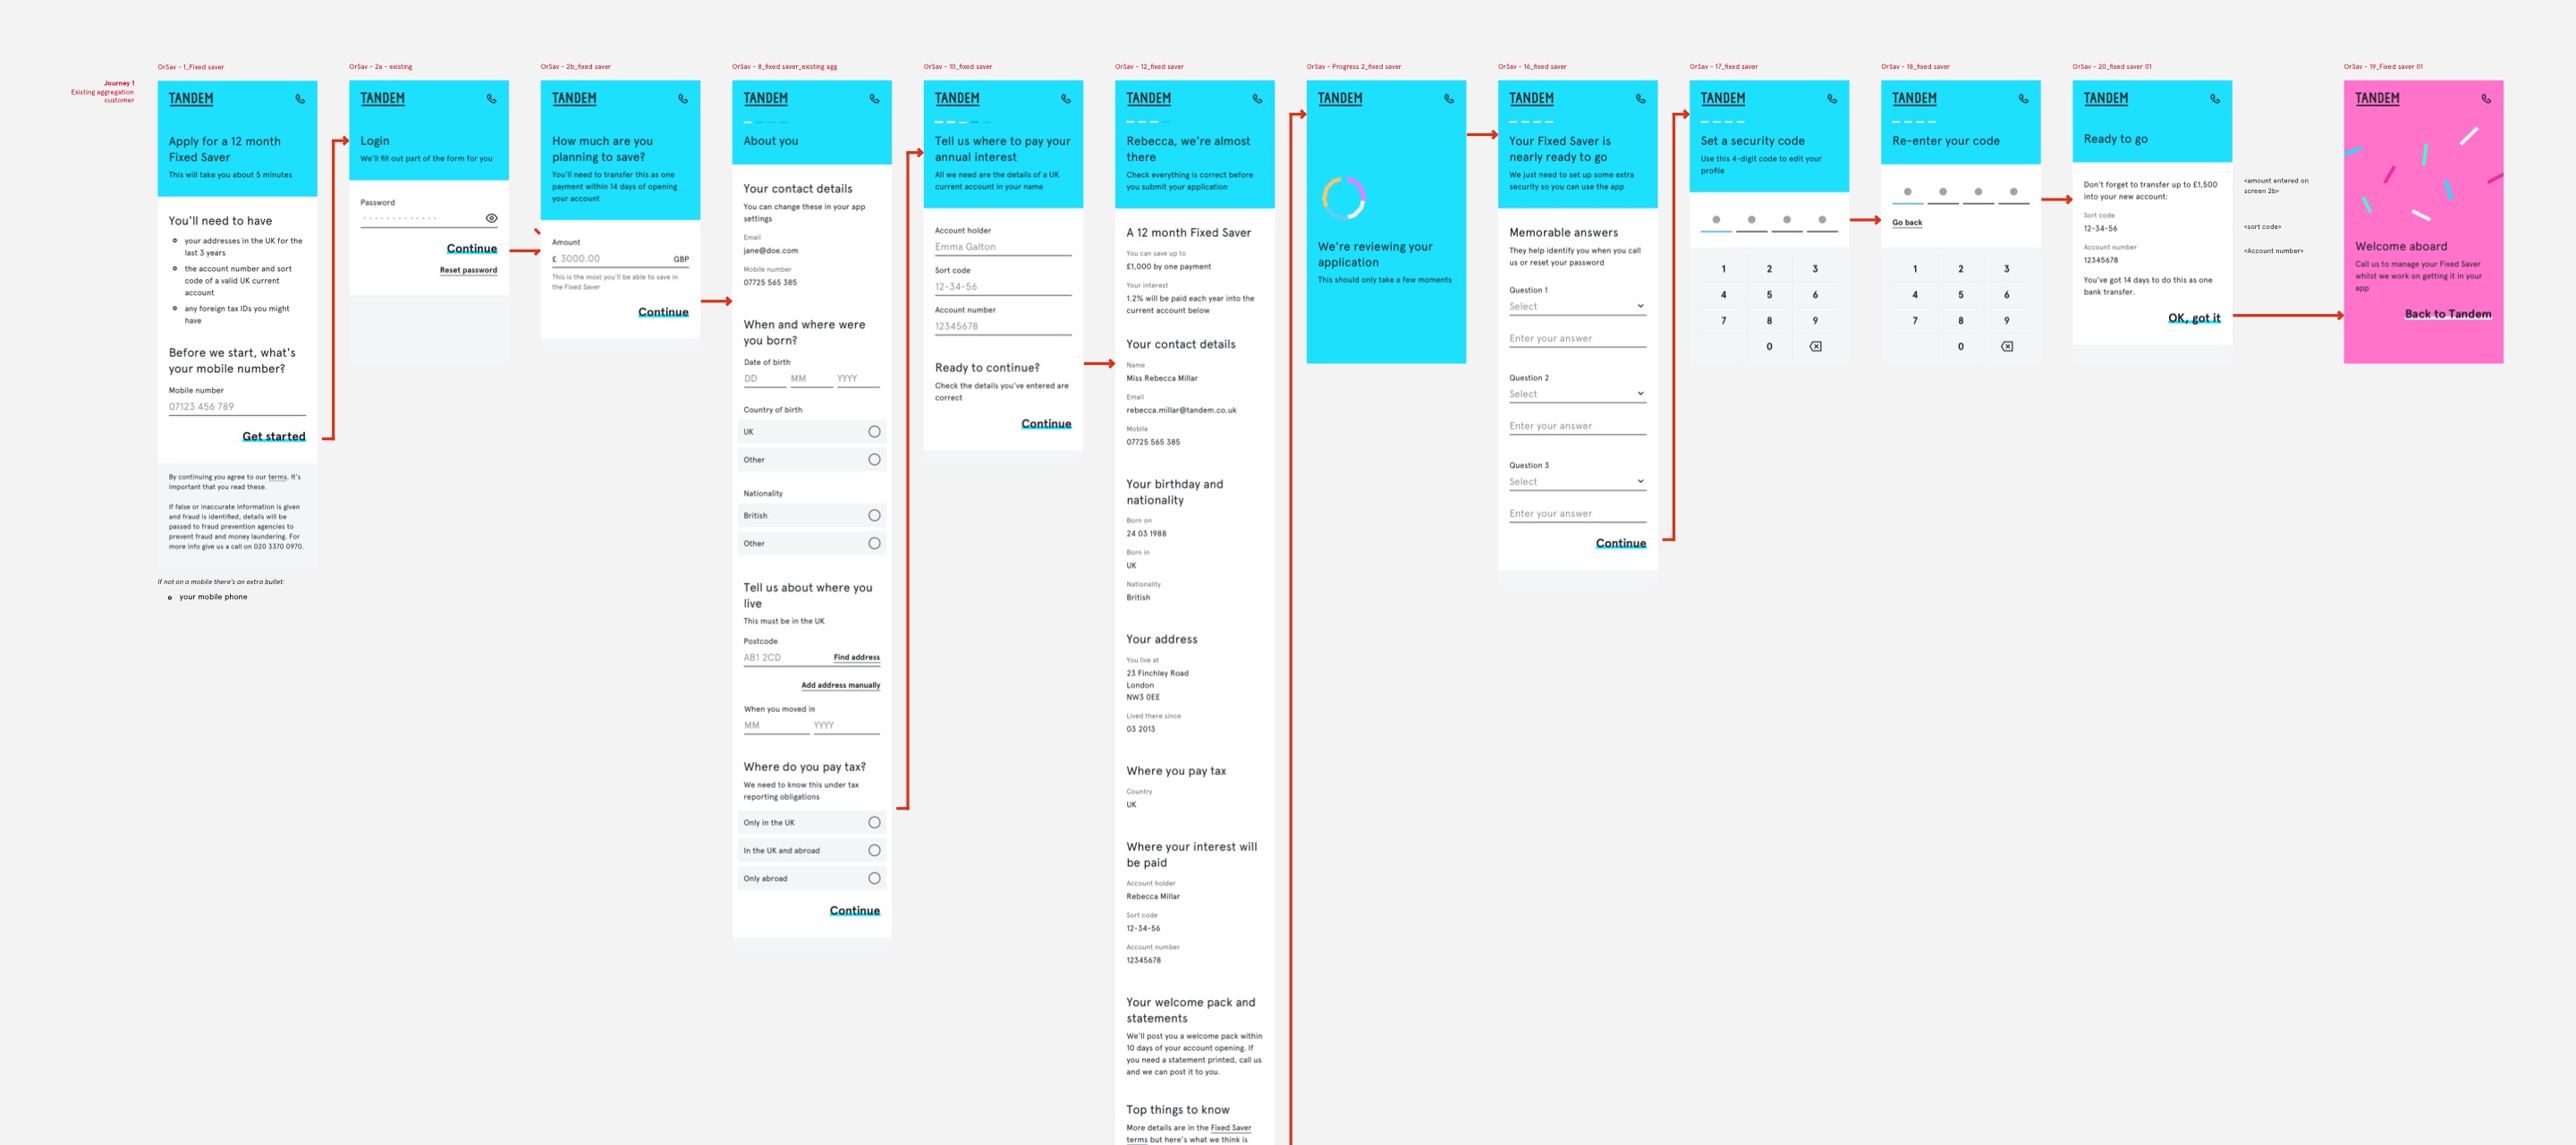 Journey 1
Existing aggregation
customer
OrSav - 1_Fixed saver
TANDEM
Apply for a 12 month
Fixed Saver
This will take you about 5 minutes
You'll need to have
your addresses in the UK for the
last 3 years
the account number and sort
code of a valid UK current
account
any foreign tax IDs you might
have
Before we start, what's
your mobile number?
Mobile number
07123 456 789
Get started
By continuing you agree to our terms. It's
important that you read these.
If false or inaccurate information is given
and fraud is identified, details will be
passed to fraud prevention agencies to
prevent fraud and money laundering. For
more info give us a call on 020 3370 0970.
If not on a mobile there's an extra bullet:
your mobile phone
OrSav - 2a - existing
TANDEM
Login
We'll fill out part of the form for you
Password
Continue
Reset password
OrSav - 2b_fixed saver
TANDEM
How much are you
planning to save?
You'll need to transfer this as one
payment within 14 days of opening
your account
Amount
£ 3000.00 GBP
This is the most you'll be able to save in
the Fixed Saver
Continue
OrSav - 8_fixed saver_existing agg
TANDEM
About you
Your contact details
You can change these in your app
settings
Email
jane@doe.com
Mobile number
07725 565 385
When and where were
you born?
Date of birth
DD MM YYYY
Country of birth
UK
Other
Nationality
British
Other
Tell us about where you
live
This must be in the UK
Postcode
AB1 2CD Find address
Add address manually
When you moved in
MM YYYY
Where do you pay tax?
We need to know this under tax
reporting obligations
Only in the UK
In the UK and abroad
Only abroad
Continue
OrSav - 10_fixed saver
TANDEM
Tell us where to pay your
annual interest
All we need are the details of a UK
current account in your name
Account holder
Emma Galton
Sort code
12-34-56
Account number
12345678
Ready to continue?
Check the details you've entered are
correct
Continue
OrSav - 12_fixed saver
TANDEM
Rebecca, we're almost
there
Check everything is correct before
you submit your application
A 12 month Fixed Saver
You can save up to
£1,000 by one payment
Your interest
1.2% will be paid each year into the
current account below
Your contact details
Name
Miss Rebecca Millar
Email
rebecca.millar@tandem.co.uk
Mobile
07725 565 385
Your birthday and
nationality
Born on
24 03 1988
Born in
UK
Nationality
British
Your address
You live at
23 Finchley Road
London
NW3 0EE
Lived there since
03 2013
Where you pay tax
Country
UK
Where your interest will
be paid
Account holder
Rebecca Millar
Sort code
12-34-56
Account number
12345678
Your welcome pack and
statements
We'll post you a welcome pack within
10 days of your account opening. If
you need a statement printed, call us
and we can post it to you.
Top things to know
More details are in the Fixed Saver
terms but here's what we think is
OrSav - Progress 2_fixed saver
TANDEM
We're reviewing your
application
This should only take a few moments
OrSav - 16_fixed saver
TANDEM
Your Fixed Saver is
nearly ready to go
We just need to set up some extra
security so you can use the app
Memorable answers
They help identify you when you call
us or reset your password
Question 1
Select
Enter your answer
Question 2
Select
Enter your answer
Question 3
Select
Enter your answer
Continue
OrSav - 17_fixed saver
TANDEM
Set a security code
Use this 4-digit code to edit your
profile
1 2 3
4 5 6
7 8 9
0
OrSav - 18_fixed saver
TANDEM
Re-enter your code
Go back
1 2 3
4 5 6
7 8 9
0
OrSav - 20_fixed saver 01
TANDEM
Ready to go
Don't forget to transfer up to £1,500
into your new account:
Sort code
12-34-56
Account number
12345678
You've got 14 days to do this as one
bank transfer.
OK, got it
<amount entered on
screen 2b>
<sort code>
<Account number>
OrSav - 19_Fixed saver 01
TANDEM
Welcome aboard
Call us to manage your Fixed Saver
whilst we work on getting it in your
app
Back to Tandem